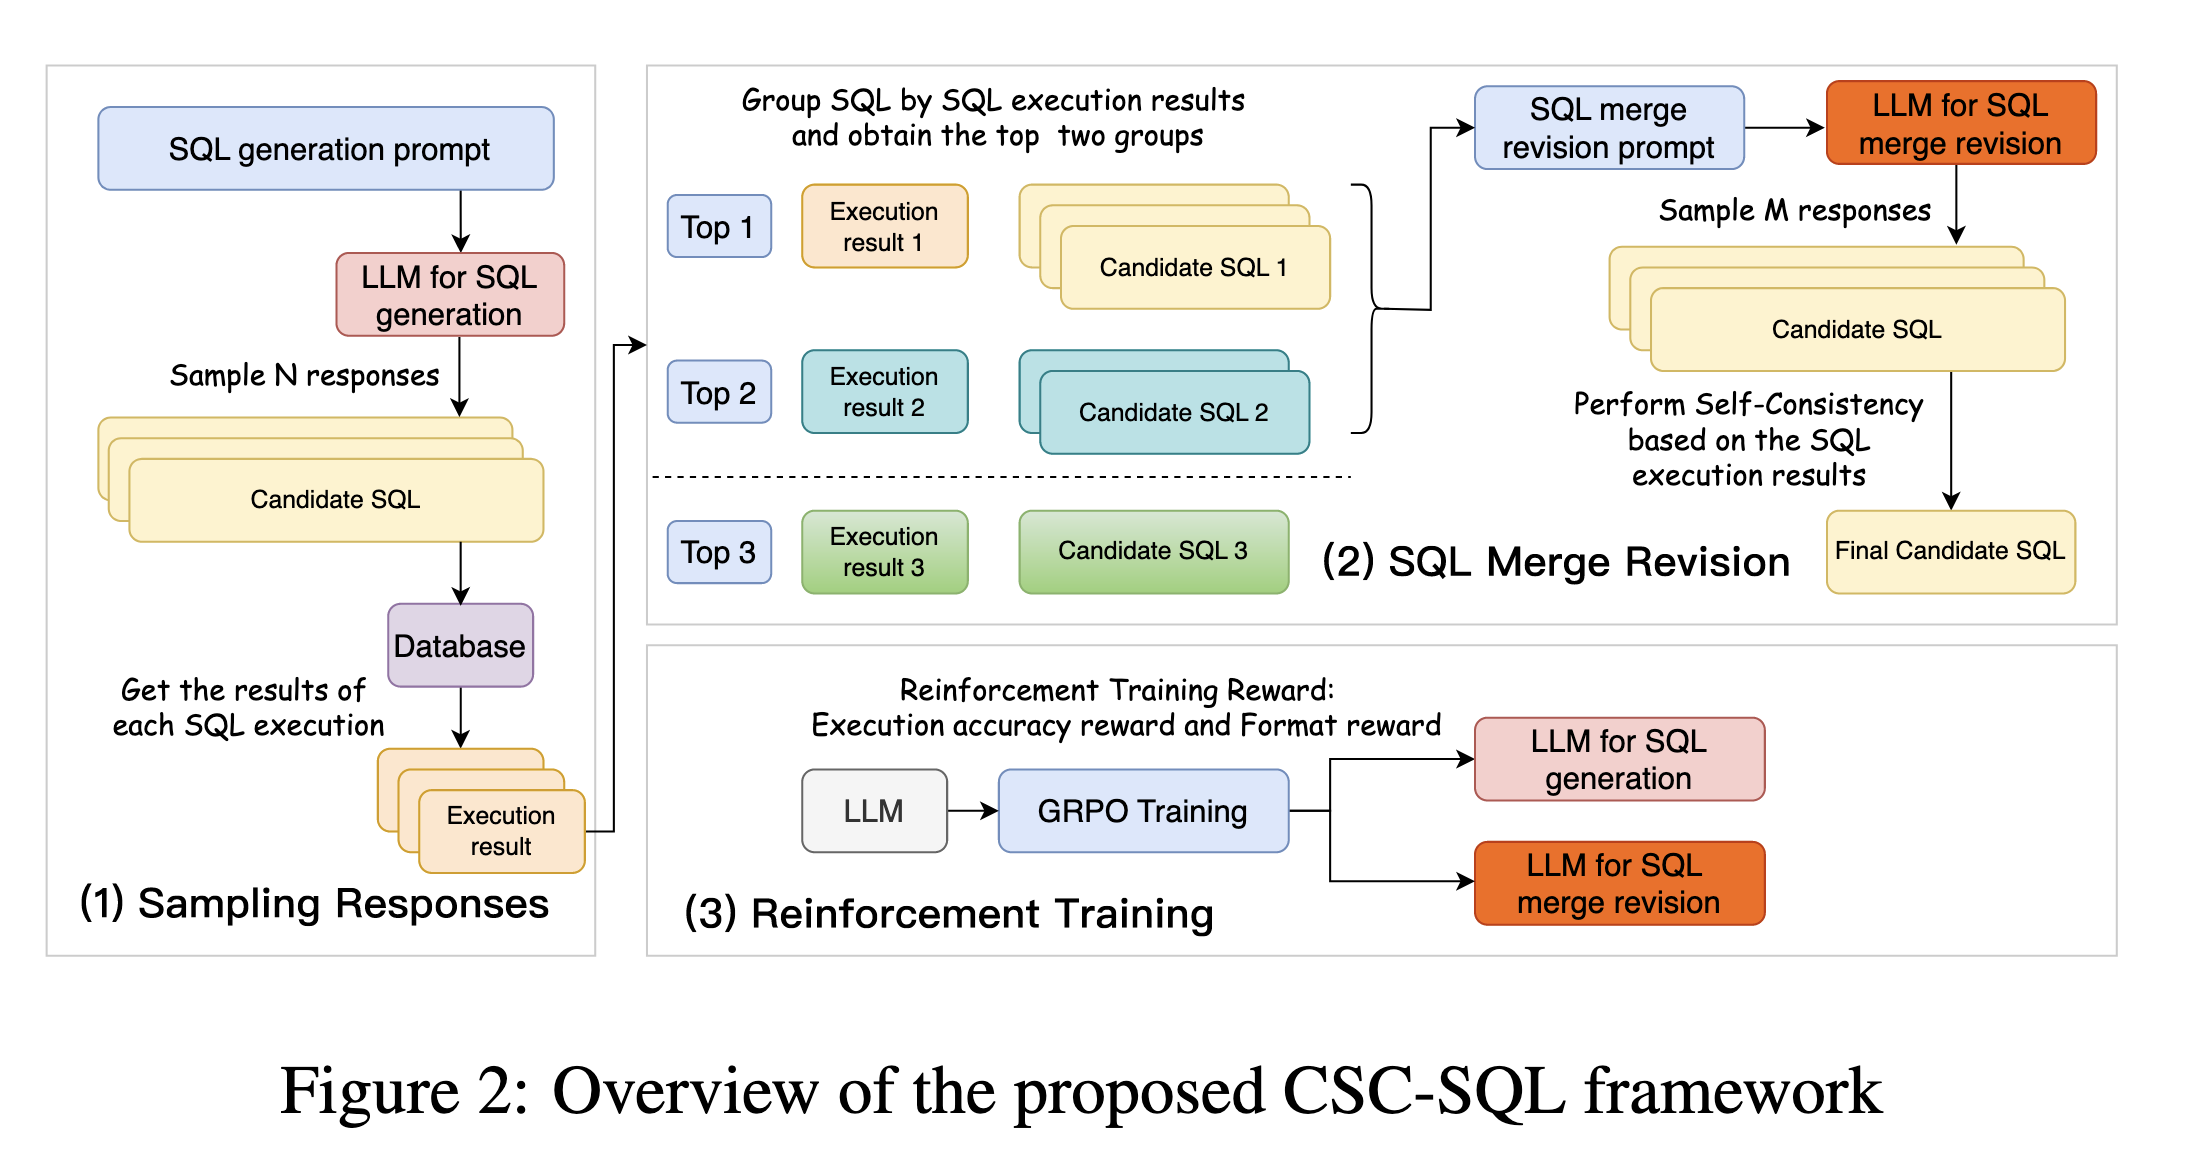 SQL generation prompt
LLM for SQL
generation
Sample N responses
Candidate SQL
Database
Get the results of
each SQL execution
Execution
result
(1) Sampling Responses
Group SQL by SQL execution results
and obtain the top two groups
Top 1
Execution
result 1
Candidate SQL 1
Top 2
Execution
result 2
Candidate SQL 2
Top 3
Execution
result 3
Candidate SQL 3
SQL merge
revision prompt
LLM for SQL
merge revision
Sample M responses
Candidate SQL
Perform Self-Consistency
based on the SQL
execution results
Final Candidate SQL
(2) SQL Merge Revision
Reinforcement Training Reward:
Execution accuracy reward and Format reward
LLM
GRPO Training
LLM for SQL
generation
LLM for SQL
merge revision
(3) Reinforcement Training
Figure 2: Overview of the proposed CSC-SQL framework